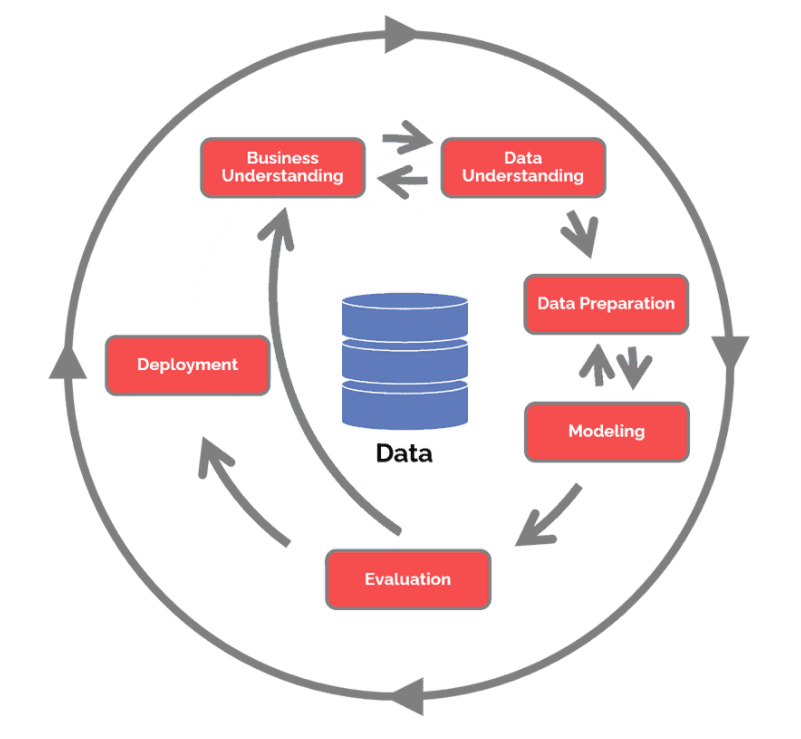 Business
Understanding
Data
Understanding
Data Preparation
Deployment
Modeling
Data
Evaluation